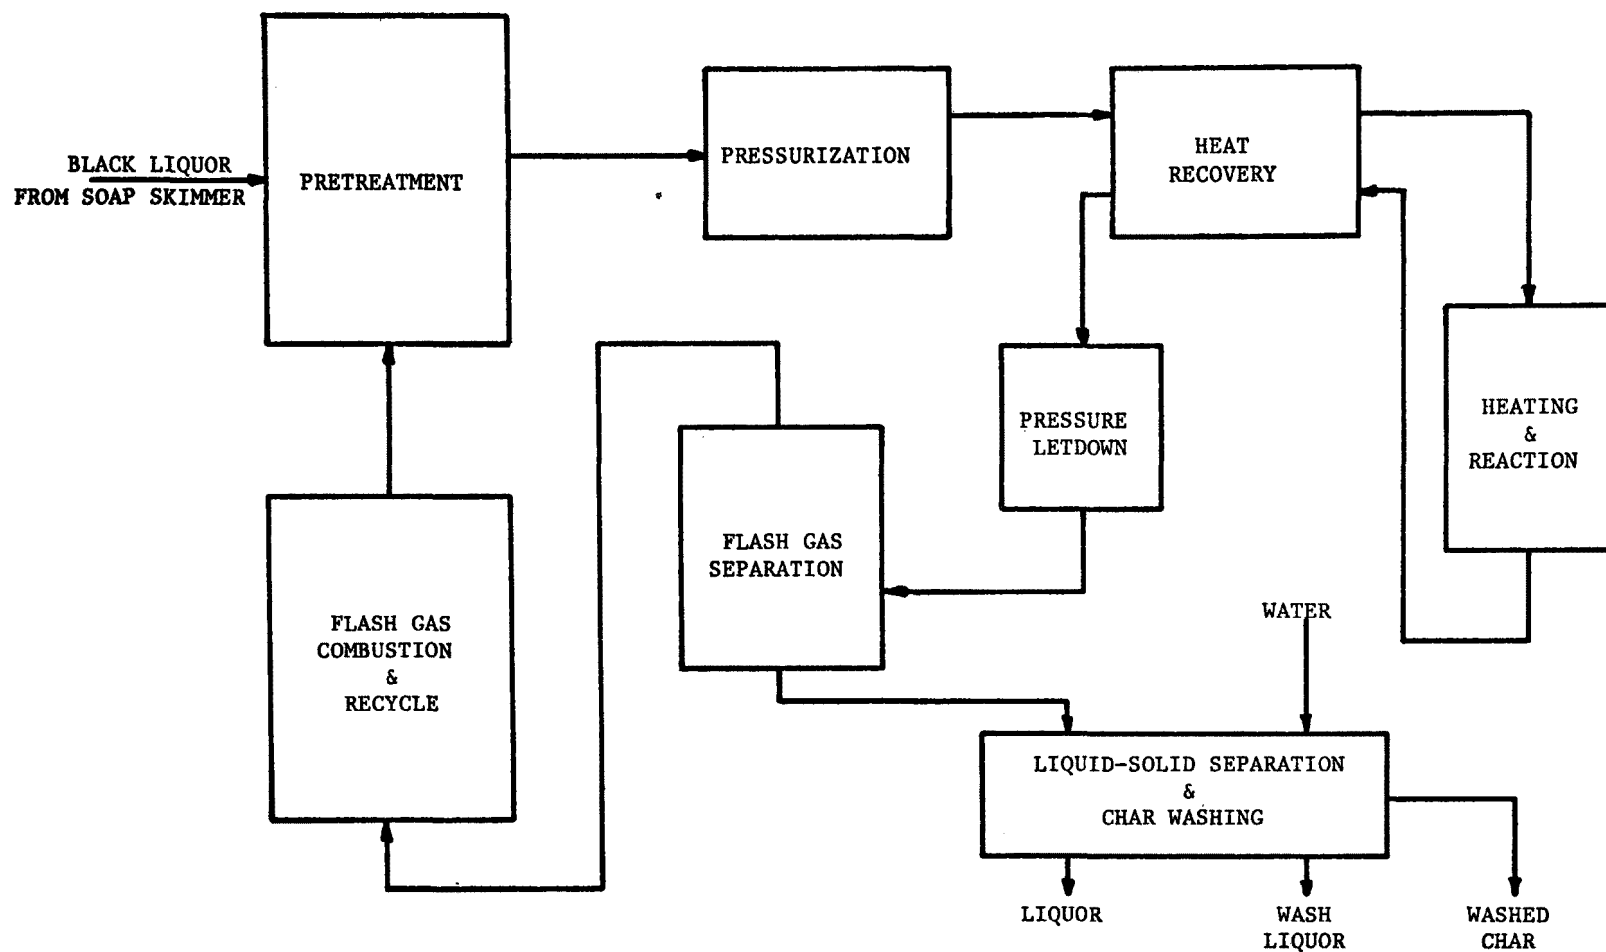 BLACK LIQUOR
FROM SOAP SKIMMER
PRETREATMENT
PRESSURIZATION
HEAT
RECOVERY
HEATING
&
REACTION
PRESSURE
LETDOWN
FLASH GAS
SEPARATION
FLASH GAS
COMBUSTION
&
RECYCLE
WATER
LIQUID-SOLID SEPARATION
&
CHAR WASHING
LIQUOR
WASH
LIQUOR
WASHED
CHAR